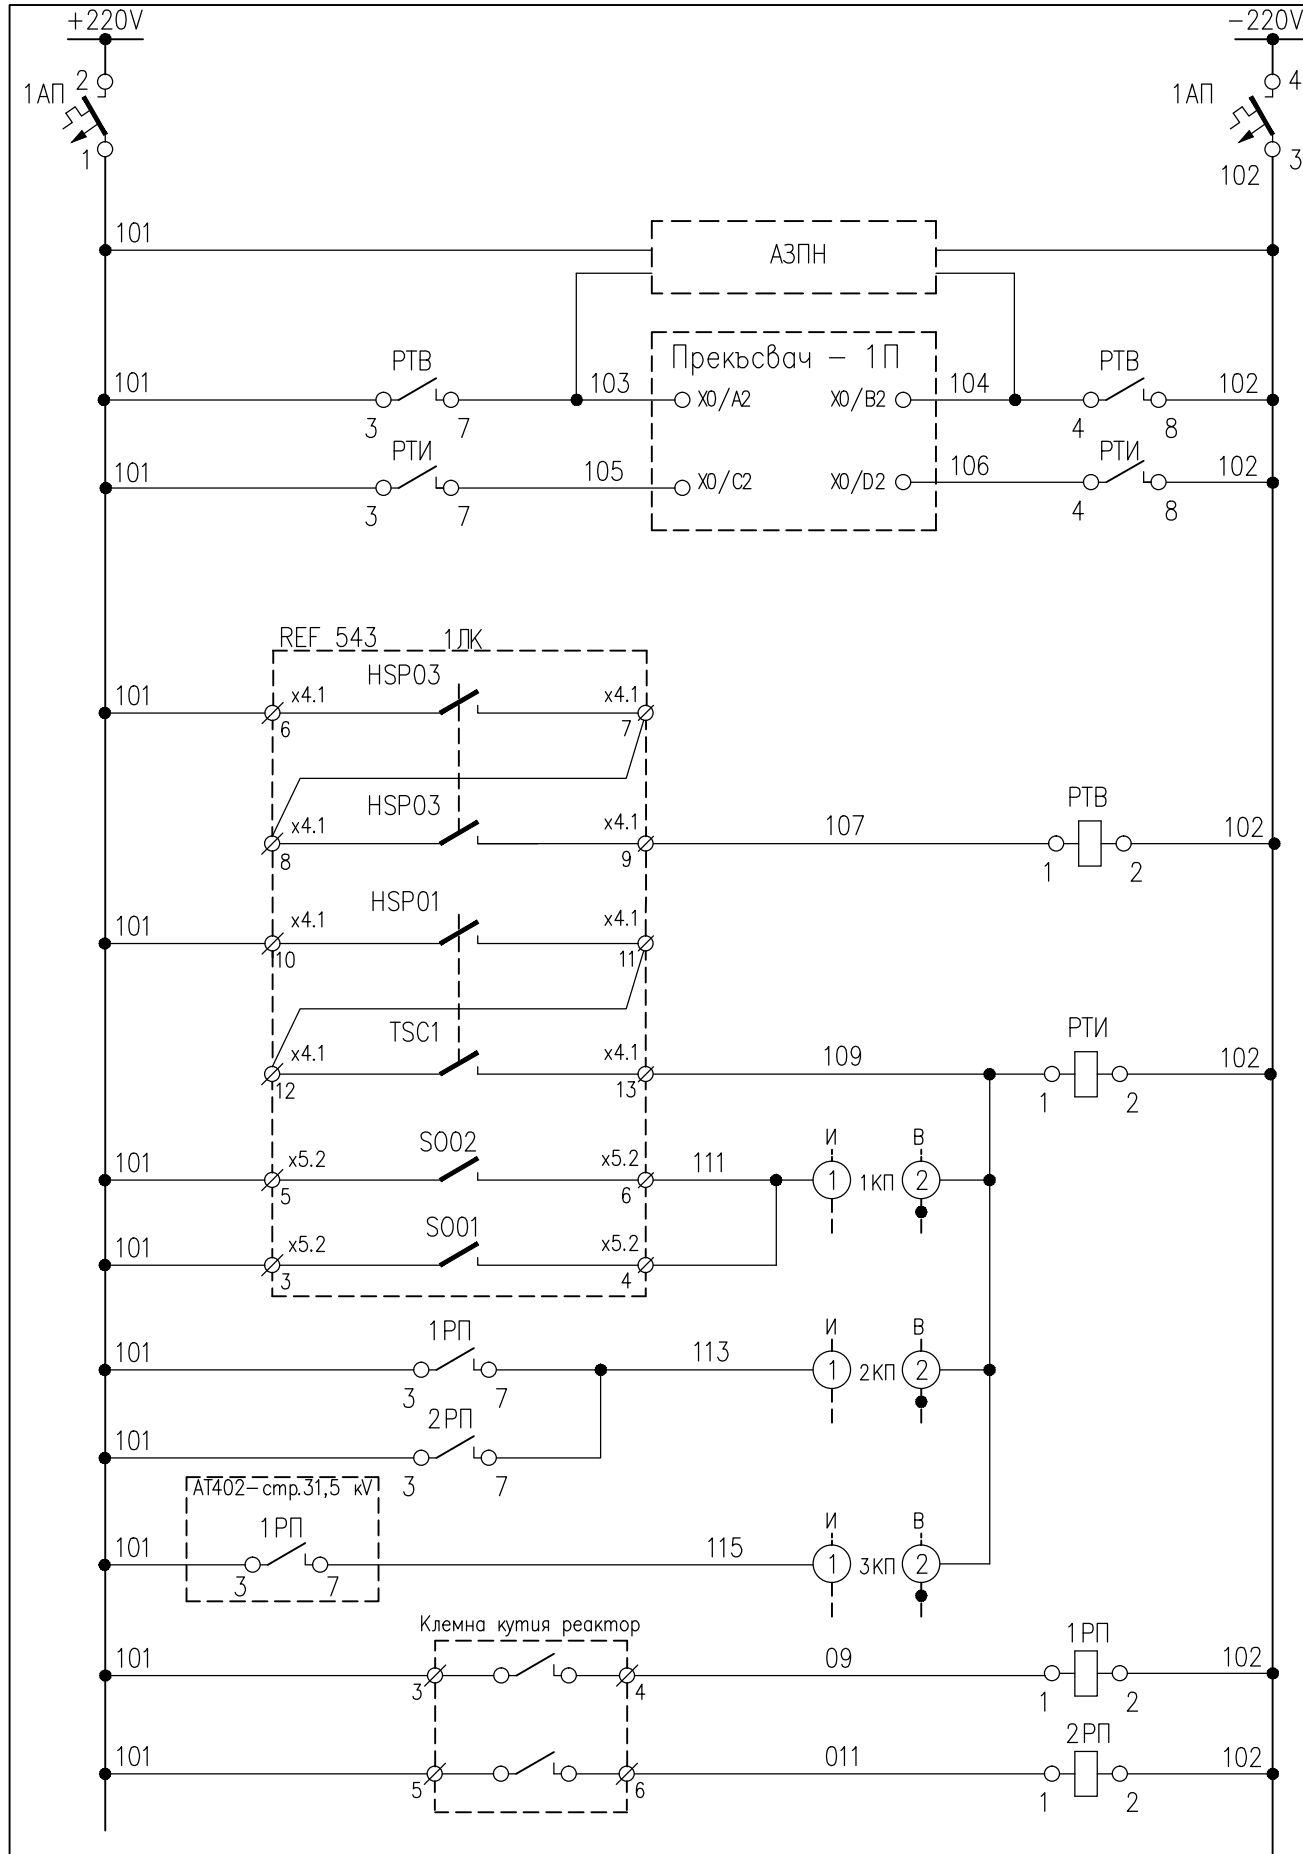 +220V -220V
2 4
1АП 1АП
1 3
102
101
АЗПН
Прекъсвач - 1П
РТВ РТВ
101 103 X0/A2 X0/B2 104 102
3 7 4 8
РТИ РТИ
101 105 X0/C2 X0/D2 106 102
3 7 4 8
REF 543 1ЛК
HSP03
101 x4.1 x4.1
6 7
HSP03 РТВ
x4.1 x4.1 107 102
8 9 1 2
HSP01
101 x4.1 x4.1
10 11
TSC1 РТИ
x4.1 x4.1 109 102
12 13 1 2
И В
SO02
101 x5.2 x5.2 111
1 1КП 2
5 6
SO01
101 x5.2 x5.2
3 4
1РП И В
101 113
1 2КП 2
3 7
2РП
101
3 7
АТ402-стр.31,5 кV
1РП И В
101 115
1 3КП 2
3 7
Клемна кутия реактор
1РП
101 09 102
3 4 1 2
2РП
101 011 102
5 6 1 2